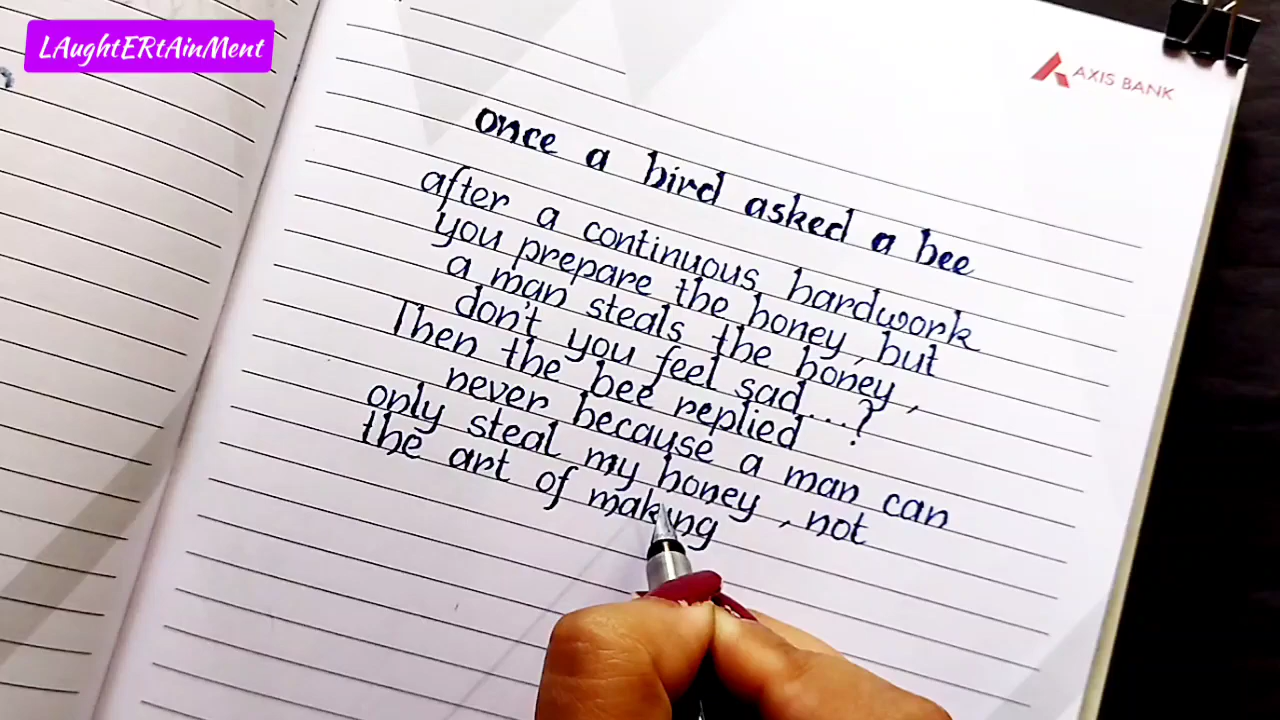 LAughtERtAinMent
AXIS BANK
once a bird asked a bee
after a continuous hardwork
you prepare the honey, but
a man steals the honey,
don't you feel sad...?
Then the bee replied
never because a man can
only steal my honey, not
the art of making